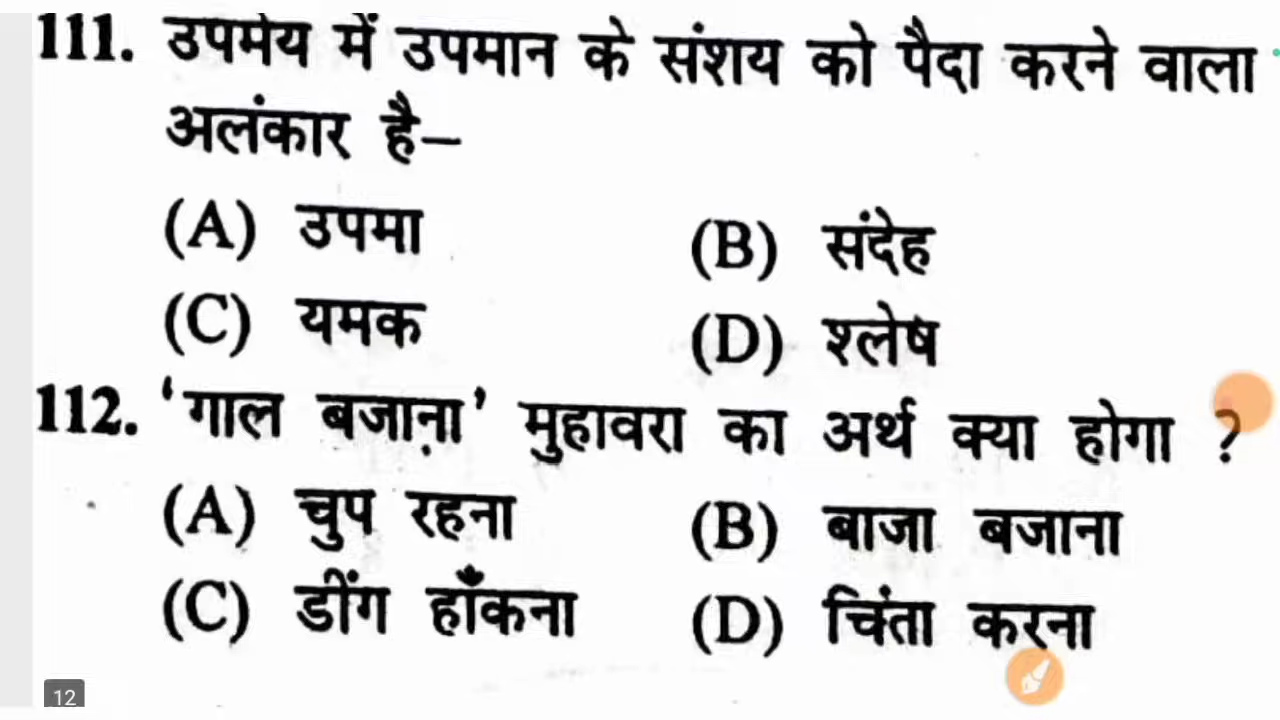 111. उपमेय में उपमान के संशय को पैदा करने वाला
अलंकार है–
(A) उपमा (B) संदेह
(C) यमक (D) श्लेष
112. 'गाल बजाना' मुहावरा का अर्थ क्या होगा ?
(A) चुप रहना (B) बाजा बजाना
(C) डींग हाँकना (D) चिंता करना
12